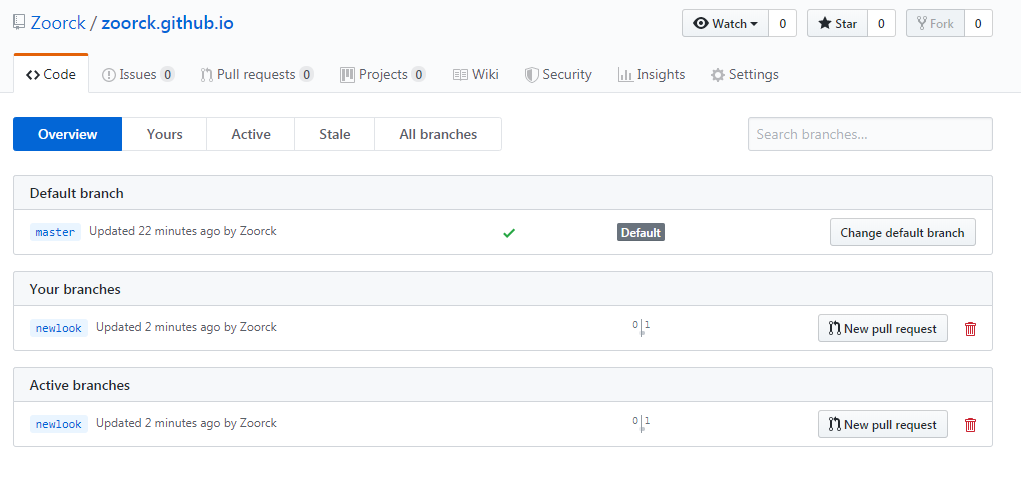 Zoorck / zoorck.github.io Watch 0 Star 0 Fork 0
Code Issues 0 Pull requests 0 Projects 0 Wiki Security Insights Settings
Overview Yours Active Stale All branches Search branches...
Default branch
master Updated 22 minutes ago by Zoorck Default Change default branch
Your branches
newlook Updated 2 minutes ago by Zoorck 0 1 New pull request
Active branches
newlook Updated 2 minutes ago by Zoorck 0 1 New pull request